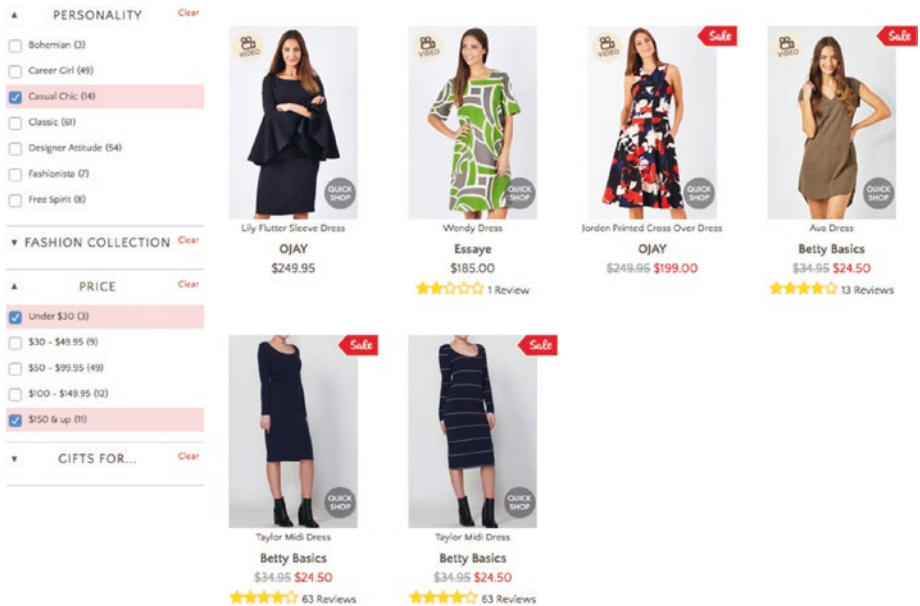 PERSONALITY Clear
Bohemian (3)
Career Girl (49)
Casual Chic (14)
Classic (61)
Designer Attitude (54)
Fashionista (7)
Free Spirit (8)
FASHION COLLECTION Clear
PRICE Clear
Under $30 (3)
$30 - $49.95 (9)
$50 - $99.95 (49)
$100 - $149.95 (12)
$150 & up (11)
GIFTS FOR... Clear
VIDEO
QUICK
SHOP
Lily Flutter Sleeve Dress
OJAY
$249.95
VIDEO
QUICK
SHOP
Wendy Dress
Essaye
$185.00
1 Review
VIDEO
Sale
QUICK
SHOP
Jorden Printed Cross Over Dress
OJAY
$249.95 $199.00
VIDEO
Sale
QUICK
SHOP
Ava Dress
Betty Basics
$34.95 $24.50
13 Reviews
Sale
QUICK
SHOP
Taylor Midi Dress
Betty Basics
$34.95 $24.50
63 Reviews
Sale
QUICK
SHOP
Taylor Midi Dress
Betty Basics
$34.95 $24.50
63 Reviews